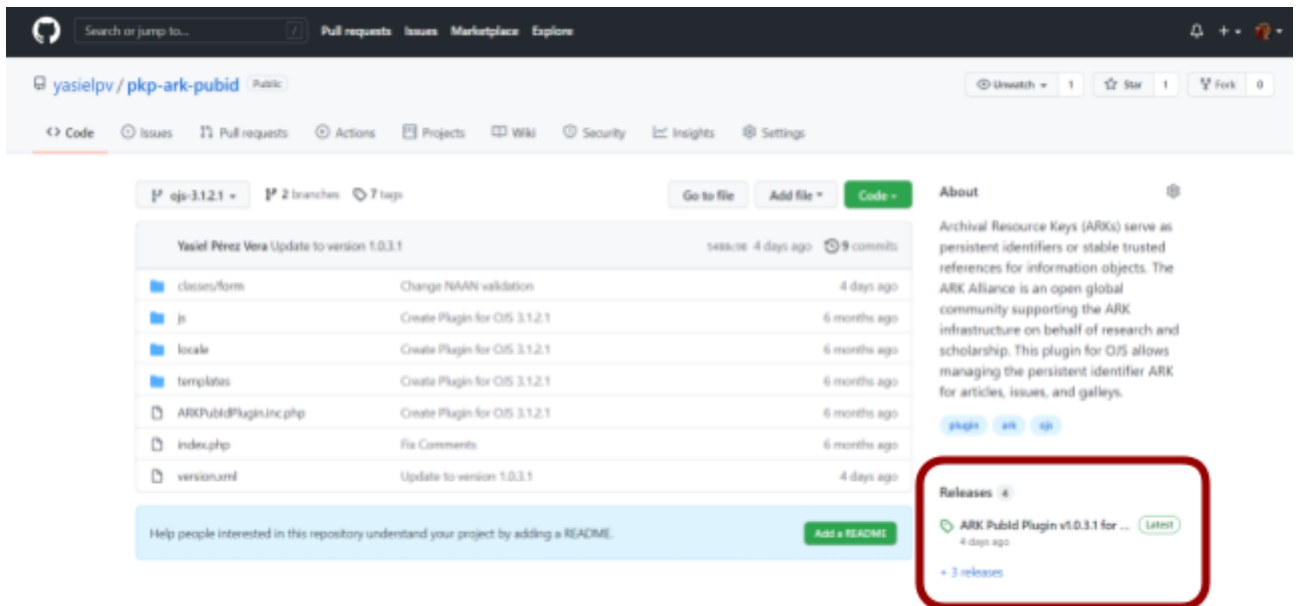 Search or jump to... / Pull requests Issues Marketplace Explore
yasielpv / pkp-ark-pubid Public
Unwatch 1 Star 1 Fork 0
Code Issues Pull requests Actions Projects Wiki Security Insights Settings
ojs-3.1.2.1 2 branches 7 tags Go to file Add file Code
Yasiel Pérez Vera Update to version 1.0.3.1 4 days ago 9 commits
classes/form Change NAAN validation 4 days ago
js Create Plugin for OJS 3.1.2.1 6 months ago
locale Create Plugin for OJS 3.1.2.1 6 months ago
templates Create Plugin for OJS 3.1.2.1 6 months ago
ARKPubIdPlugin.inc.php Create Plugin for OJS 3.1.2.1 6 months ago
index.php Fix Comments 6 months ago
version.xml Update to version 1.0.3.1 4 days ago
Help people interested in this repository understand your project by adding a README. Add a README
About
Archival Resource Keys (ARKs) serve as
persistent identifiers or stable trusted
references for information objects. The
ARK Alliance is an open global
community supporting the ARK
infrastructure on behalf of research and
scholarship. This plugin for OJS allows
managing the persistent identifier ARK
for articles, issues, and galleys.
plugin ark ojs
Releases 4
ARK PubId Plugin v1.0.3.1 for ... Latest
4 days ago
+ 3 releases